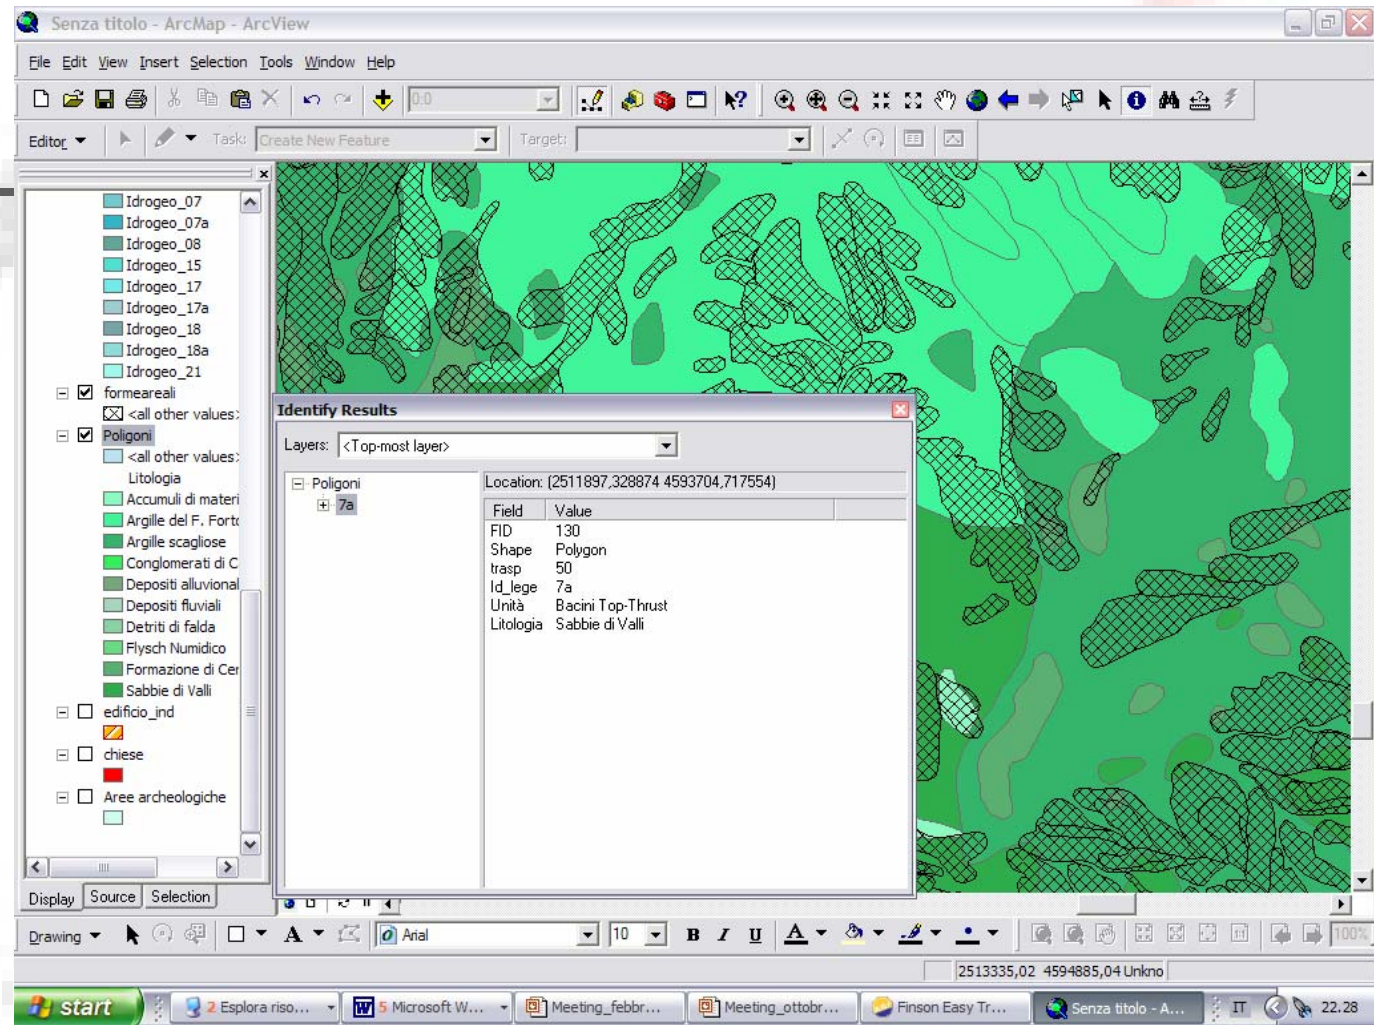 Senza titolo - ArcMap - ArcView
File Edit View Insert Selection Tools Window Help
0:0
Editor Task: Create New Feature Target:
Idrogeo_07
Idrogeo_07a
Idrogeo_08
Idrogeo_15
Idrogeo_17
Idrogeo_17a
Idrogeo_18
Idrogeo_18a
Idrogeo_21
formeareali
<all other values>
Poligoni
<all other values>
Litologia
Accumuli di materi
Argille del F. Forto
Argille scagliose
Conglomerati di C
Depositi alluvional
Depositi fluviali
Detriti di falda
Flysch Numidico
Formazione di Cer
Sabbie di Valli
edificio_ind
chiese
Aree archeologiche
Display Source Selection
Identify Results
Layers: <Top-most layer>
Poligoni
7a
Location: (2511897,328874 4593704,717554)
Field Value
FID 130
Shape Polygon
trasp 50
Id_lege 7a
Unità Bacini Top-Thrust
Litologia Sabbie di Valli
Drawing A Arial 10 B I U A 100%
2513335,02 4594885,04 Unkno
start 2 Esplora riso... 5 Microsoft W... Meeting_febbr... Meeting_ottobr... Finson Easy Tr... Senza titolo - A... IT 22.28